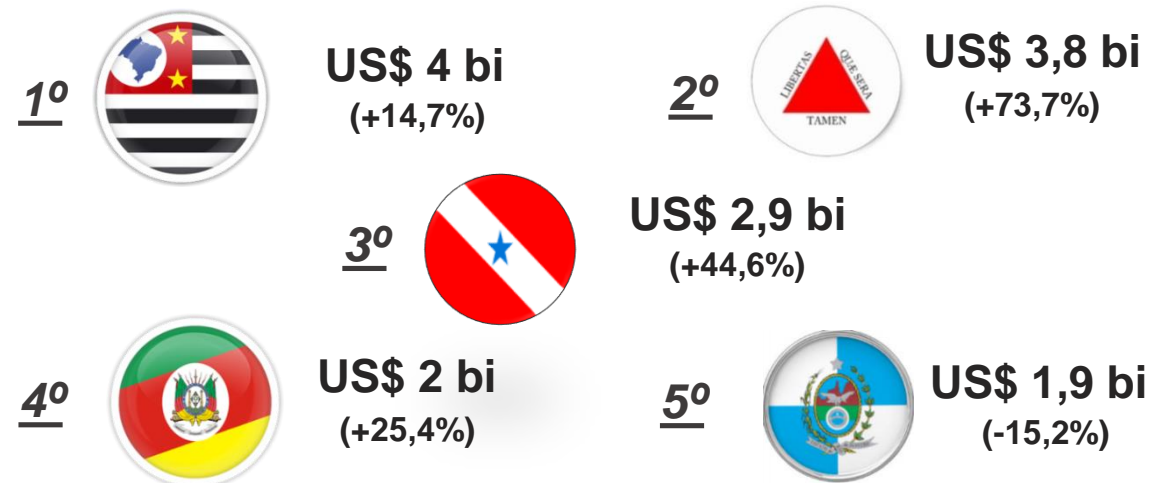 1º
US$ 4 bi
(+14,7%)
2º
LIBERTAS
QUÆ SERA
TAMEN
US$ 3,8 bi
(+73,7%)
3º
US$ 2,9 bi
(+44,6%)
4º
US$ 2 bi
(+25,4%)
5º
US$ 1,9 bi
(-15,2%)